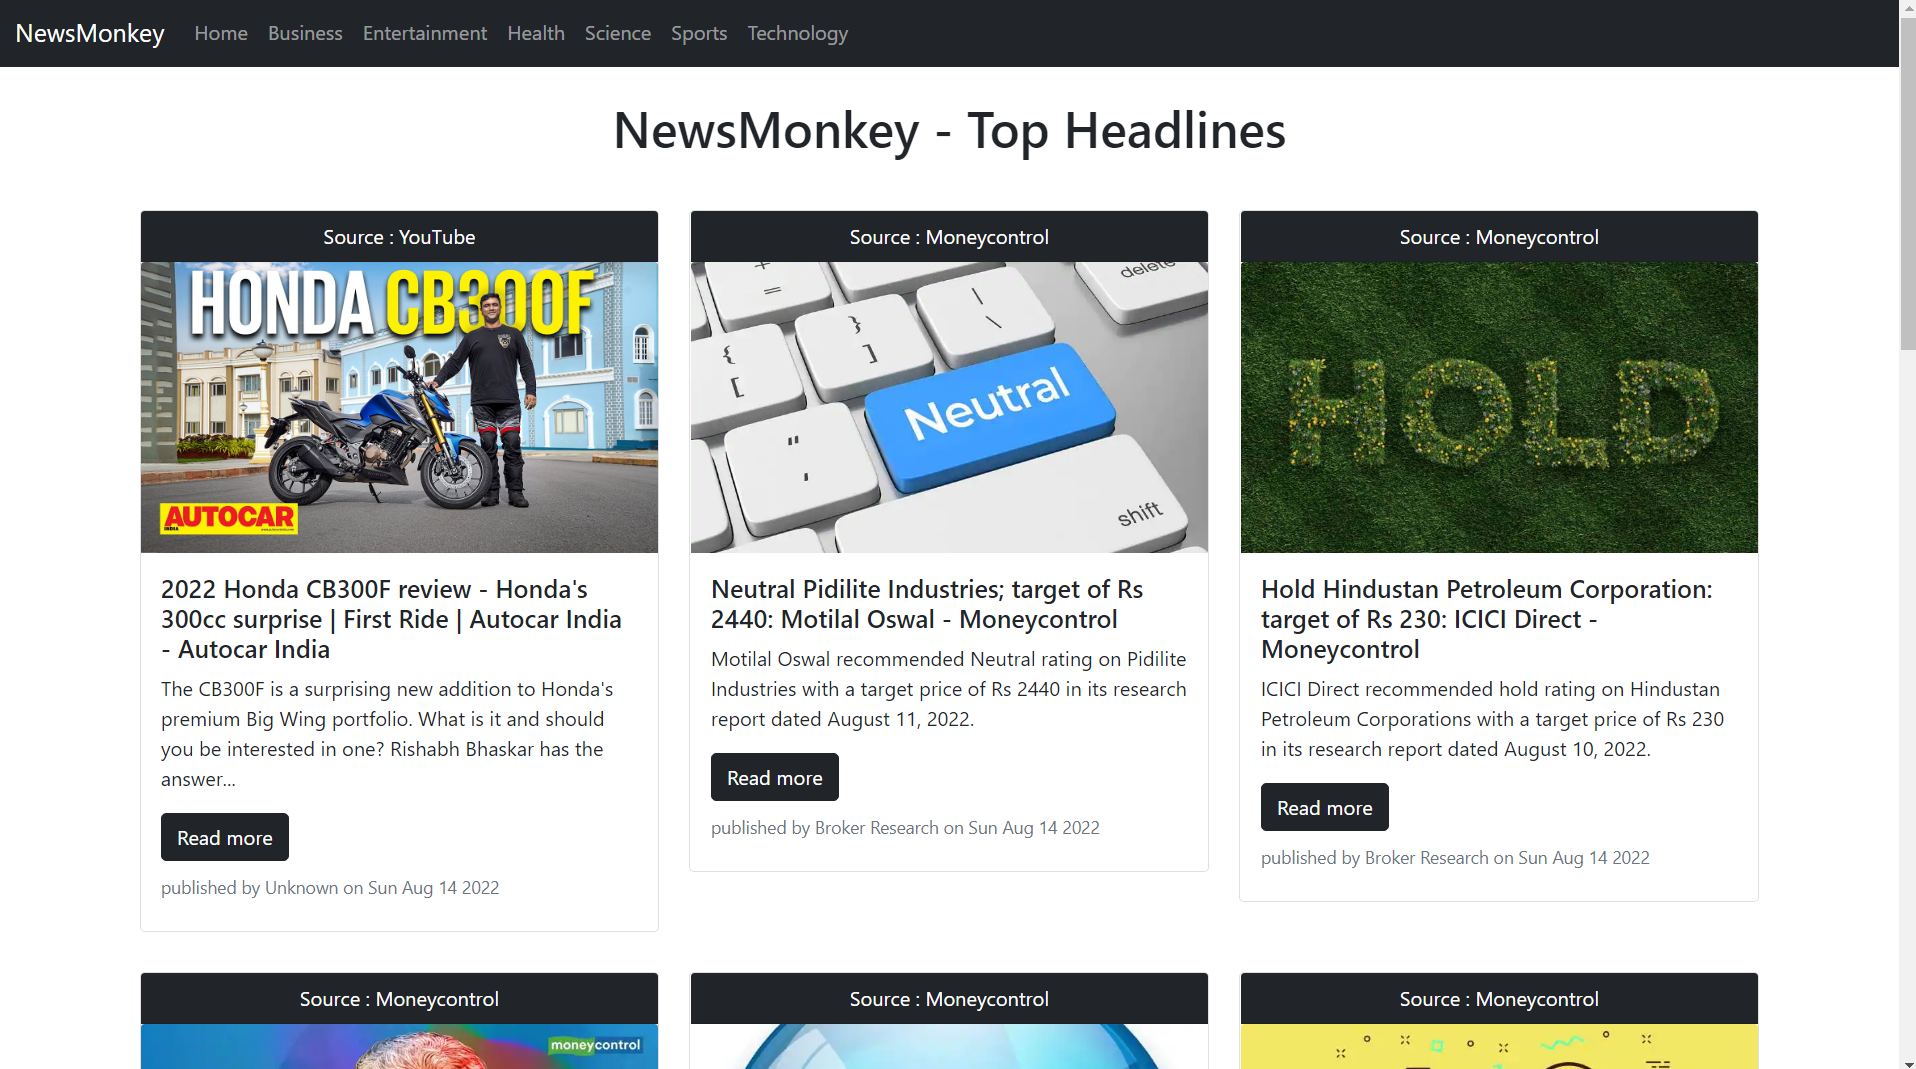 NewsMonkey Home Business Entertainment Health Science Sports Technology
NewsMonkey - Top Headlines
Source : YouTube
HONDA CB300F
AUTOCAR
INDIA
2022 Honda CB300F review - Honda's
300cc surprise | First Ride | Autocar India
- Autocar India
The CB300F is a surprising new addition to Honda's
premium Big Wing portfolio. What is it and should
you be interested in one? Rishabh Bhaskar has the
answer...
Read more
published by Unknown on Sun Aug 14 2022
Source : Moneycontrol
+
=
delete
}
]
|
\
{
[
Neutral
"
'
shift
Neutral Pidilite Industries; target of Rs
2440: Motilal Oswal - Moneycontrol
Motilal Oswal recommended Neutral rating on Pidilite
Industries with a target price of Rs 2440 in its research
report dated August 11, 2022.
Read more
published by Broker Research on Sun Aug 14 2022
Source : Moneycontrol
HOLD
Hold Hindustan Petroleum Corporation:
target of Rs 230: ICICI Direct -
Moneycontrol
ICICI Direct recommended hold rating on Hindustan
Petroleum Corporations with a target price of Rs 230
in its research report dated August 10, 2022.
Read more
published by Broker Research on Sun Aug 14 2022
Source : Moneycontrol
moneycontrol
Source : Moneycontrol
Source : Moneycontrol